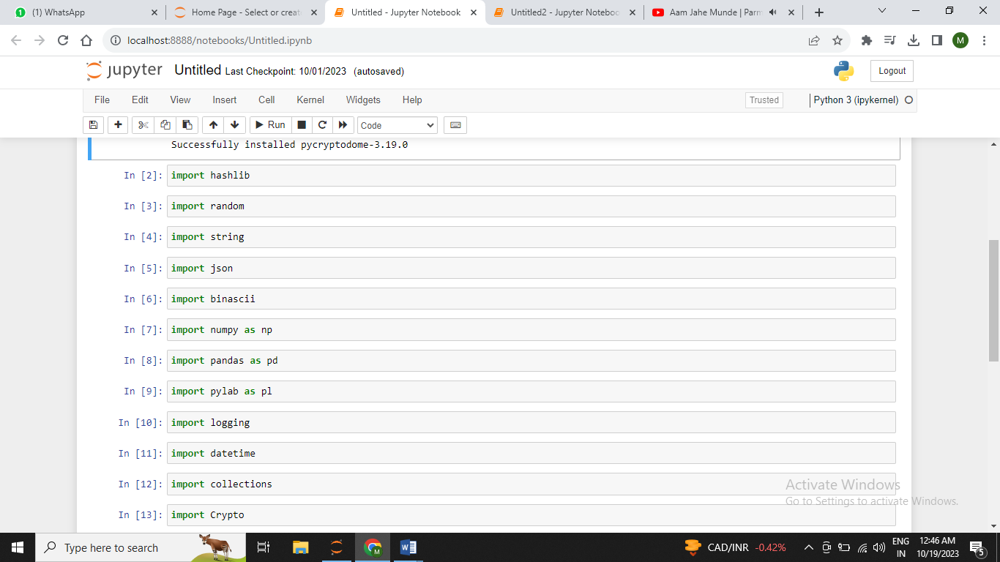 (1) WhatsApp
Home Page - Select or creat
Untitled - Jupyter Notebook
Untitled2 - Jupyter Noteboo
Aam Jahe Munde | Parm
localhost:8888/notebooks/Untitled.ipynb
M
jupyter Untitled Last Checkpoint: 10/01/2023 (autosaved)
Logout
File Edit View Insert Cell Kernel Widgets Help
Trusted
Python 3 (ipykernel)
Run
Code
Successfully installed pycryptodome-3.19.0
In [2]: import hashlib
In [3]: import random
In [4]: import string
In [5]: import json
In [6]: import binascii
In [7]: import numpy as np
In [8]: import pandas as pd
In [9]: import pylab as pl
In [10]: import logging
In [11]: import datetime
In [12]: import collections
In [13]: import Crypto
Activate Windows
Go to Settings to activate Windows.
Type here to search
M
W
CAD/INR -0.42%
ENG
IN
12:46 AM
10/19/2023
5